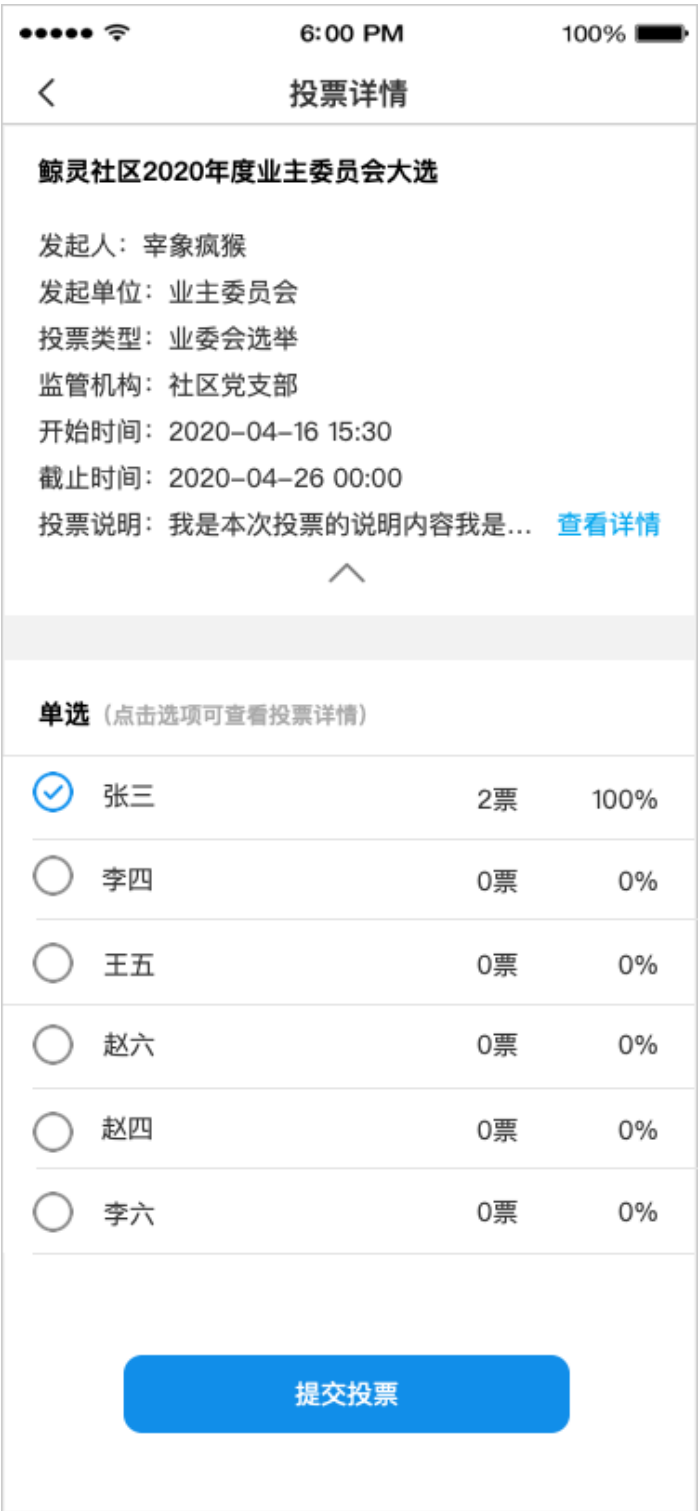 6:00 PM 100%
投票详情
鲸灵社区2020年度业主委员会大选
发起人：宰象疯猴
发起单位：业主委员会
投票类型：业委会选举
监管机构：社区党支部
开始时间：2020-04-16 15:30
截止时间：2020-04-26 00:00
投票说明：我是本次投票的说明内容我是... 查看详情
单选（点击选项可查看投票详情）
张三 2票 100%
李四 0票 0%
王五 0票 0%
赵六 0票 0%
赵四 0票 0%
李六 0票 0%
提交投票